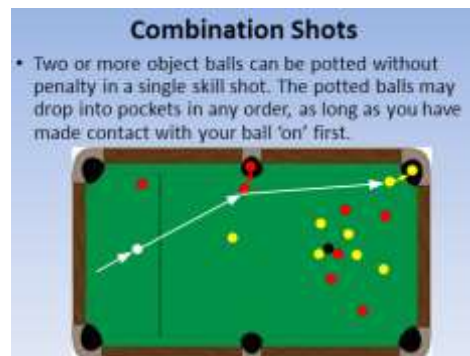 Combination Shots
• Two or more object balls can be potted without
penalty in a single skill shot. The potted balls may
drop into pockets in any order, as long as you have
made contact with your ball ‘on’ first.